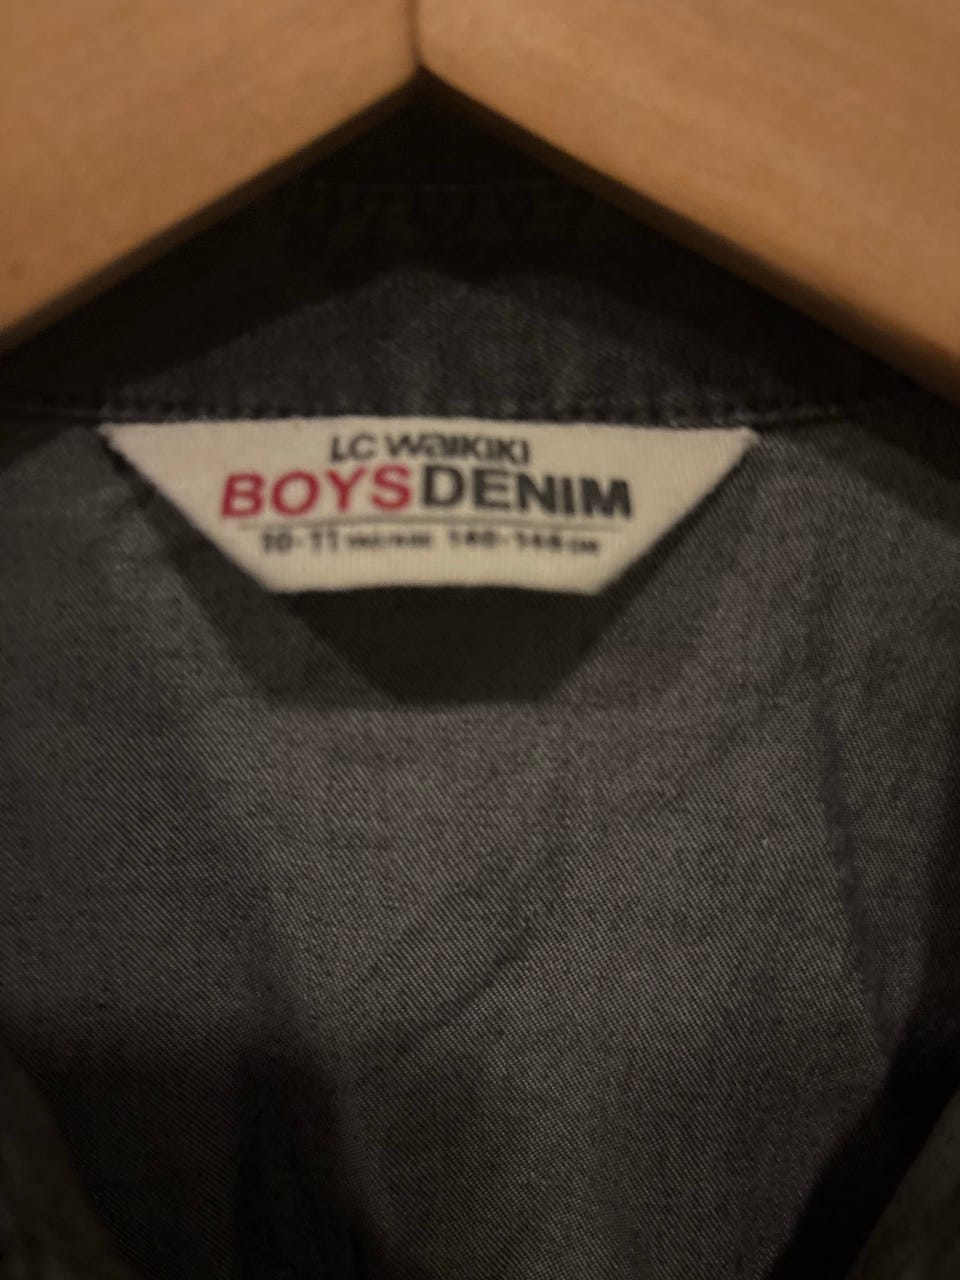 LC WAIKIKI
BOYSDENIM
10-11 140-146 CM